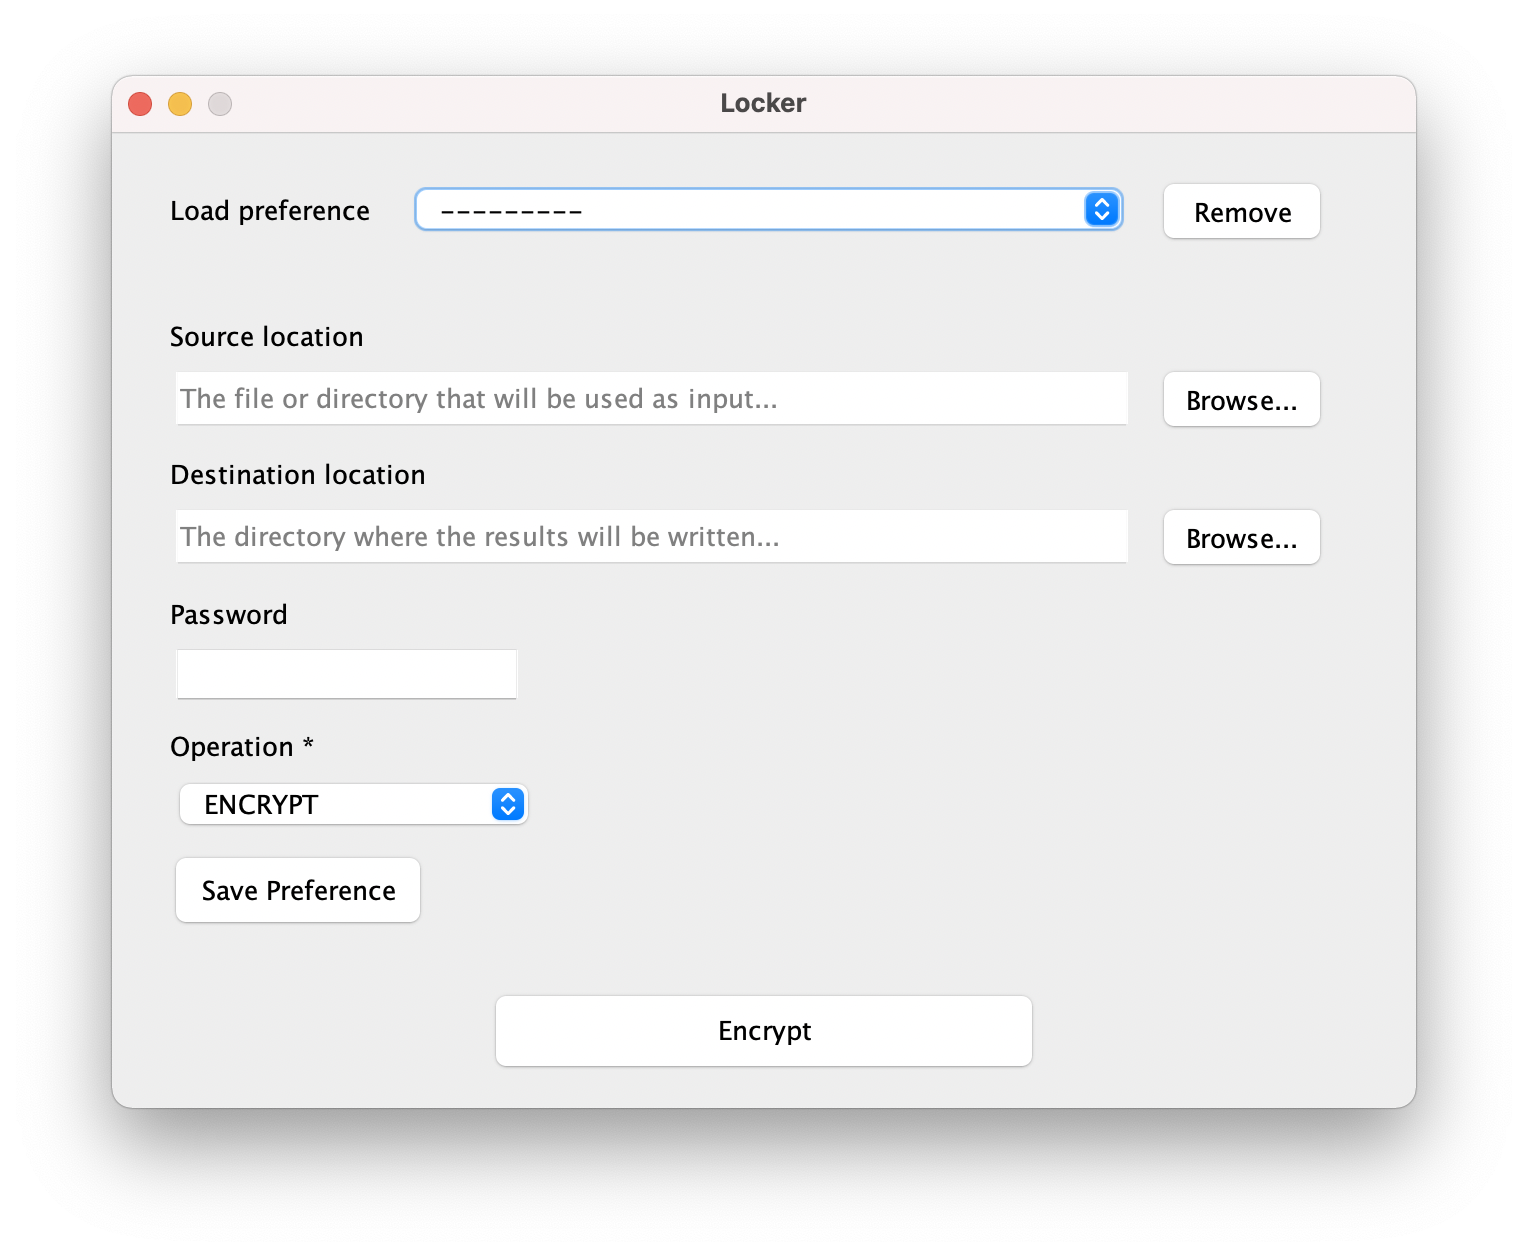 Locker
Load preference --------- Remove
Source location
The file or directory that will be used as input... Browse...
Destination location
The directory where the results will be written... Browse...
Password
Operation *
ENCRYPT
Save Preference
Encrypt